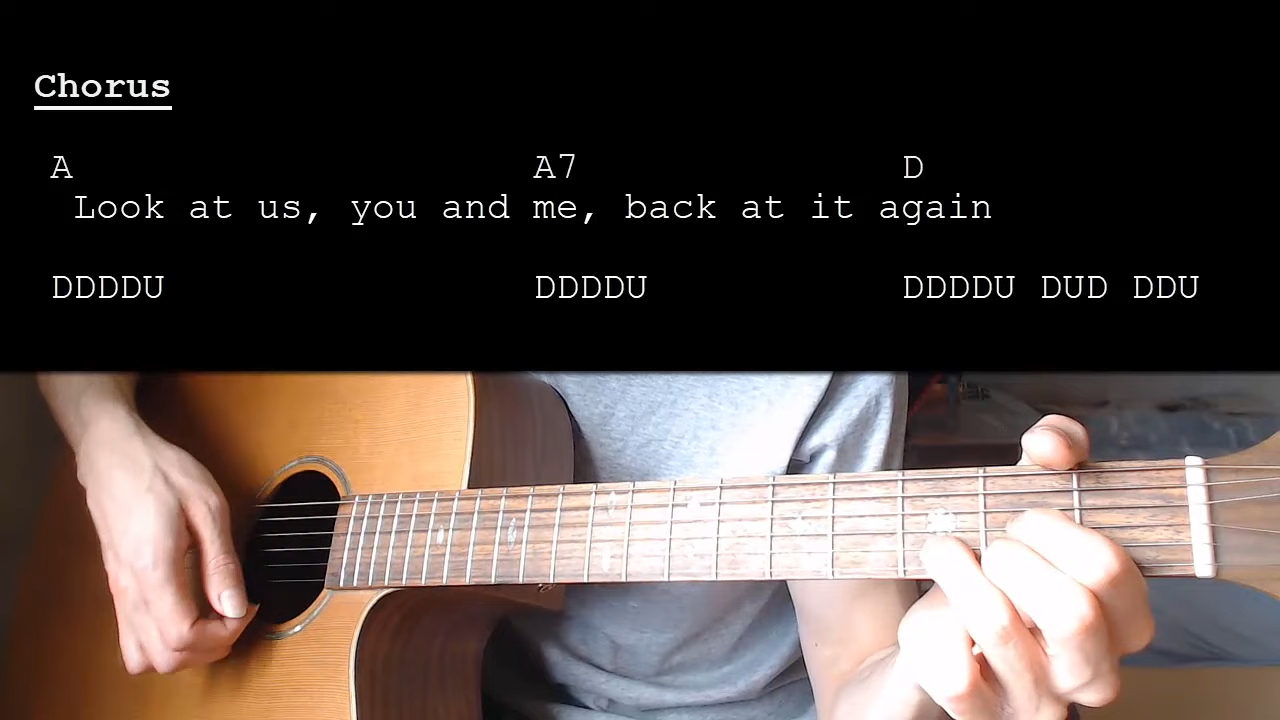 Chorus
A A7 D
Look at us, you and me, back at it again
DDDDU DDDDU DDDDU DUD DDU